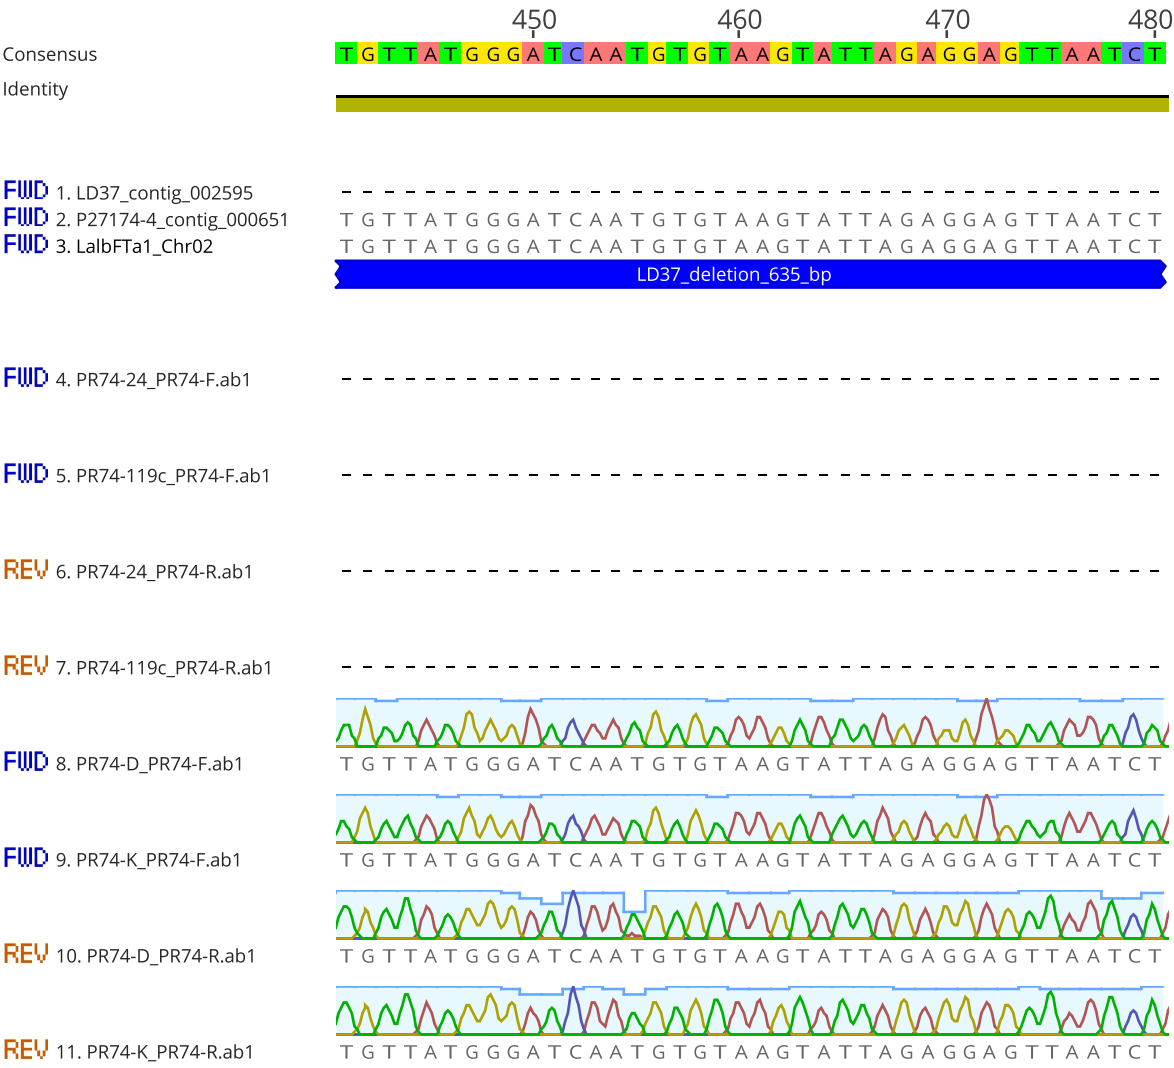 450 460 470 480
Consensus TGTTATGGGATCAATGTGTAAGTATTAGAGGAGTTAATCT
Identity
FWD 1. LD37_contig_002595 ----------------------------------------
FWD 2. P27174-4_contig_000651 TGTTATGGGATCAATGTGTAAGTATTAGAGGAGTTAATCT
FWD 3. LalbFTa1_Chr02 TGTTATGGGATCAATGTGTAAGTATTAGAGGAGTTAATCT
LD37_deletion_635_bp
FWD 4. PR74-24_PR74-F.ab1 ----------------------------------------
FWD 5. PR74-119c_PR74-F.ab1 ----------------------------------------
REV 6. PR74-24_PR74-R.ab1 ----------------------------------------
REV 7. PR74-119c_PR74-R.ab1 ----------------------------------------
FWD 8. PR74-D_PR74-F.ab1 TGTTATGGGATCAATGTGTAAGTATTAGAGGAGTTAATCT
FWD 9. PR74-K_PR74-F.ab1 TGTTATGGGATCAATGTGTAAGTATTAGAGGAGTTAATCT
REV 10. PR74-D_PR74-R.ab1 TGTTATGGGATCAATGTGTAAGTATTAGAGGAGTTAATCT
REV 11. PR74-K_PR74-R.ab1 TGTTATGGGATCAATGTGTAAGTATTAGAGGAGTTAATCT